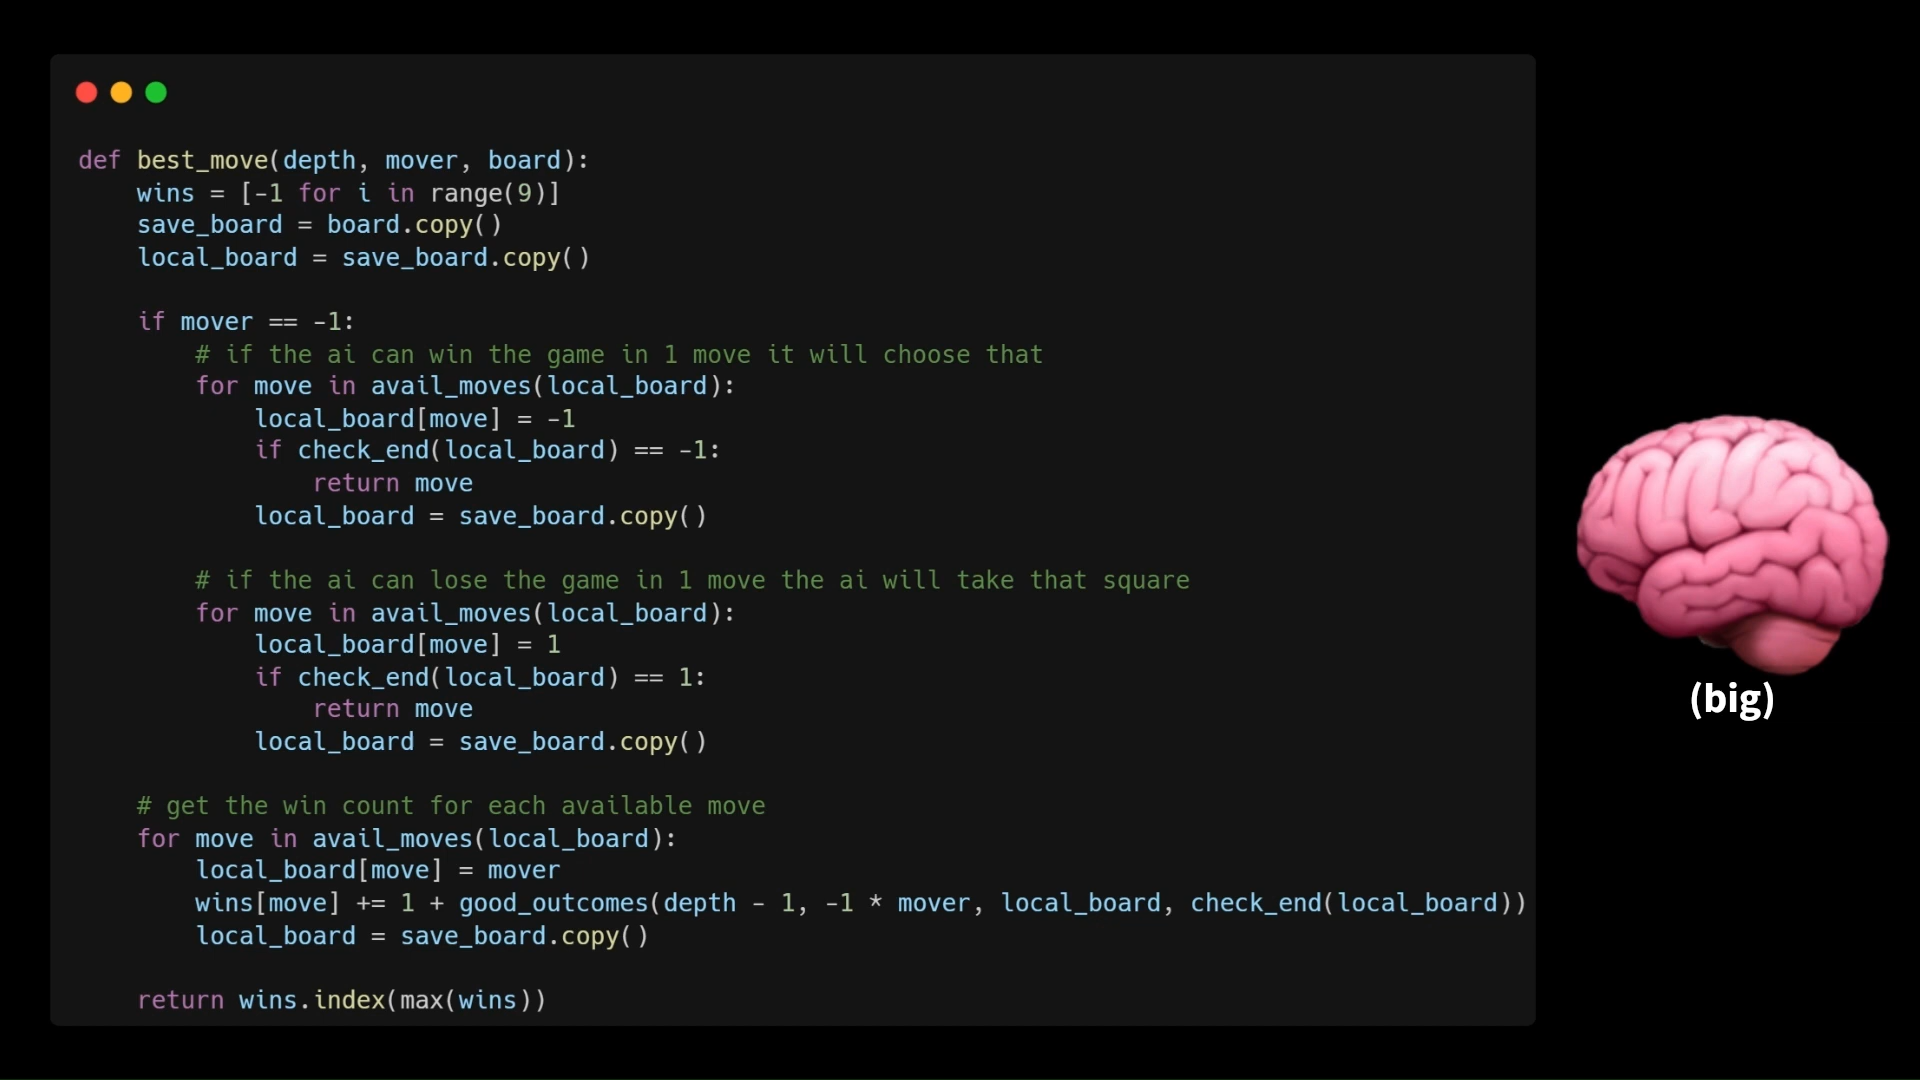 def best_move(depth, mover, board):
    wins = [-1 for i in range(9)]
    save_board = board.copy()
    local_board = save_board.copy()

    if mover == -1:
        # if the ai can win the game in 1 move it will choose that
        for move in avail_moves(local_board):
            local_board[move] = -1
            if check_end(local_board) == -1:
                return move
            local_board = save_board.copy()

        # if the ai can lose the game in 1 move the ai will take that square
        for move in avail_moves(local_board):
            local_board[move] = 1
            if check_end(local_board) == 1:
                return move
            local_board = save_board.copy()

    # get the win count for each available move
    for move in avail_moves(local_board):
        local_board[move] = mover
        wins[move] += 1 + good_outcomes(depth - 1, -1 * mover, local_board, check_end(local_board))
        local_board = save_board.copy()

    return wins.index(max(wins))
(big)